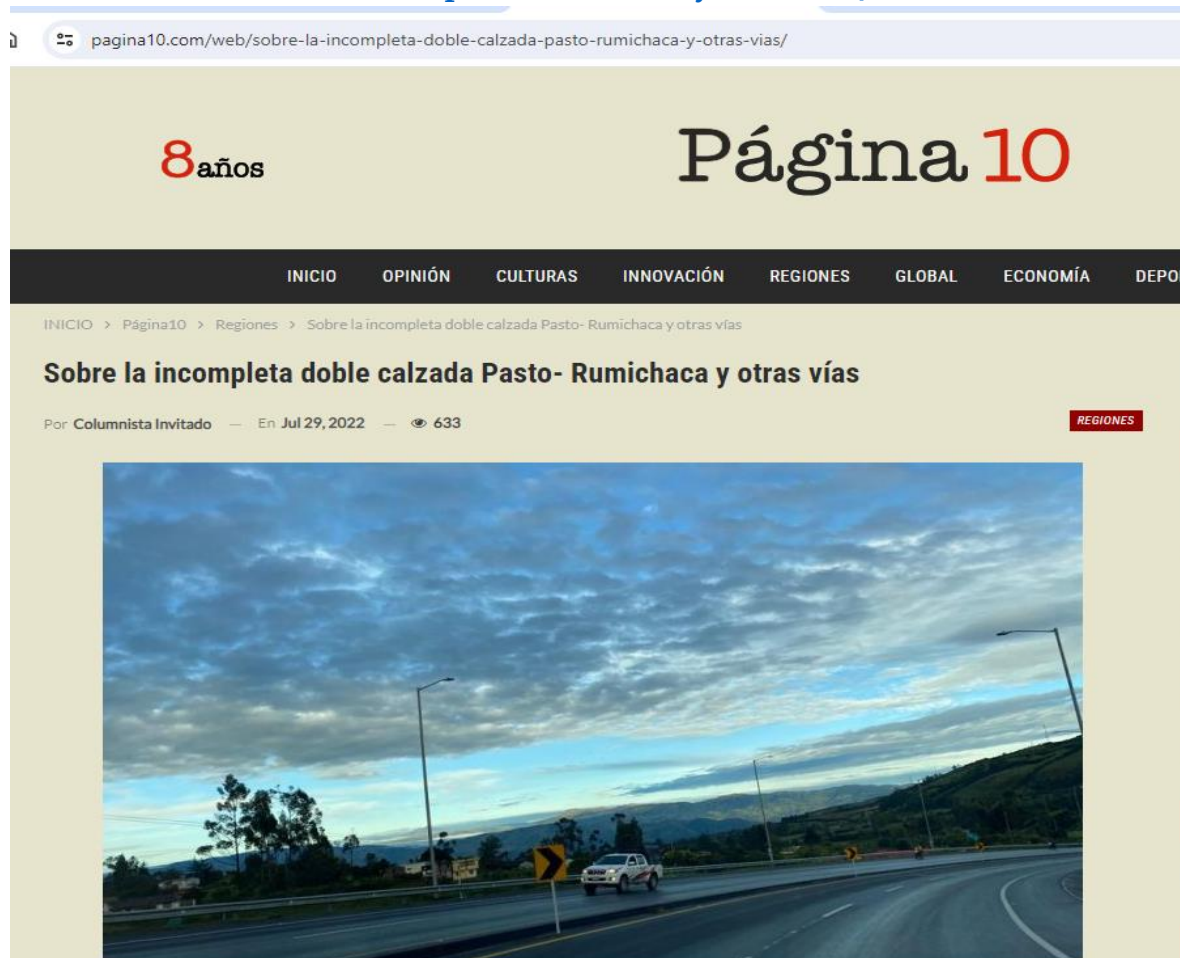 pagina10.com/web/sobre-la-incompleta-doble-calzada-pasto-rumichaca-y-otras-vias/
8años
Página 10
INICIO OPINIÓN CULTURAS INNOVACIÓN REGIONES GLOBAL ECONOMÍA DEPO
INICIO > Página10 > Regiones > Sobre la incompleta doble calzada Pasto- Rumichaca y otras vías
Sobre la incompleta doble calzada Pasto- Rumichaca y otras vías
Por Columnista Invitado — En Jul 29, 2022 — 633
REGIONES